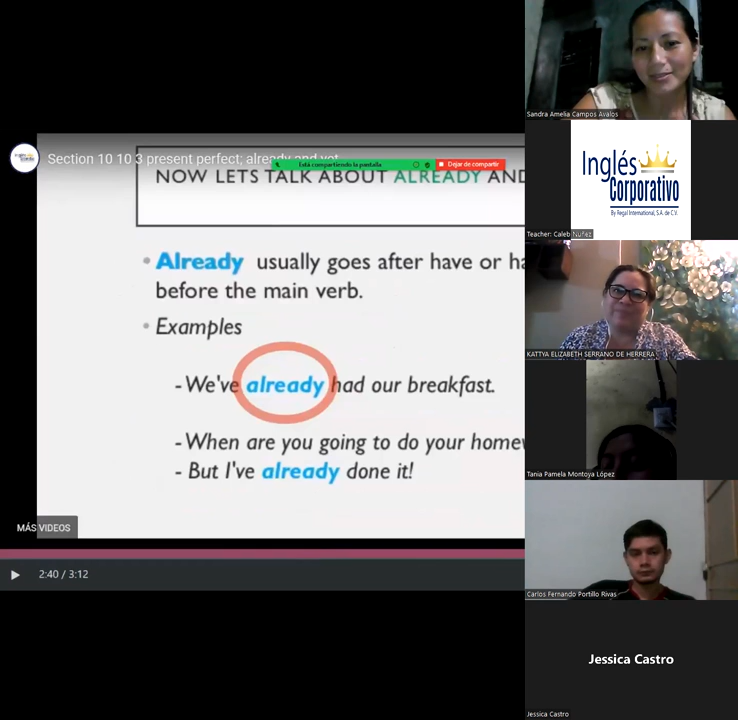 Section 10 10 3 present perfect; already and yet
Está compartiendo la pantalla
Dejar de compartir
NOW LETS TALK ABOUT ALREADY AND
• Already usually goes after have or ha
before the main verb.
• Examples
- We've already had our breakfast.
- When are you going to do your homew
- But I've already done it!
MÁS VIDEOS
2:40 / 3:12
Sandra Amelia Campos Avalos
Inglés
Corporativo
By Regal International, S.A. de C.V.
Teacher: Caleb Nuñez
KATTYA ELIZABETH SERRANO DE HERRERA
Tania Pamela Montoya López
Carlos Fernando Portillo Rivas
Jessica Castro
Jessica Castro